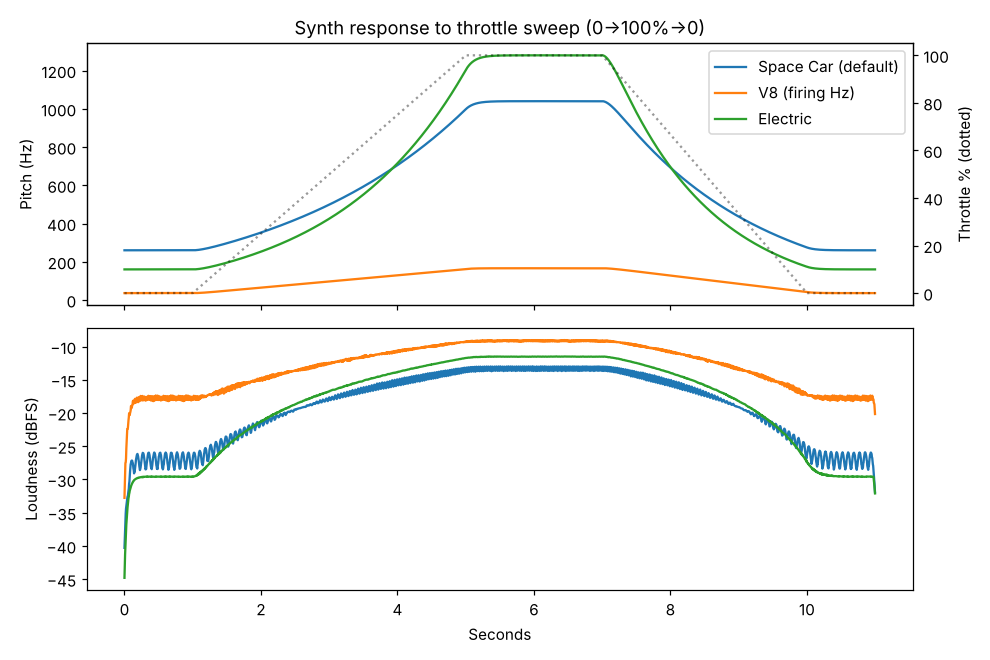 Synth response to throttle sweep (0→100%→0)
Space Car (default)
V8 (firing Hz)
Electric
Pitch (Hz)
1200
1000
800
600
400
200
0
Throttle % (dotted)
100
80
60
40
20
0
Loudness (dBFS)
−10
−15
−20
−25
−30
−35
−40
−45
0 2 4 6 8 10
Seconds